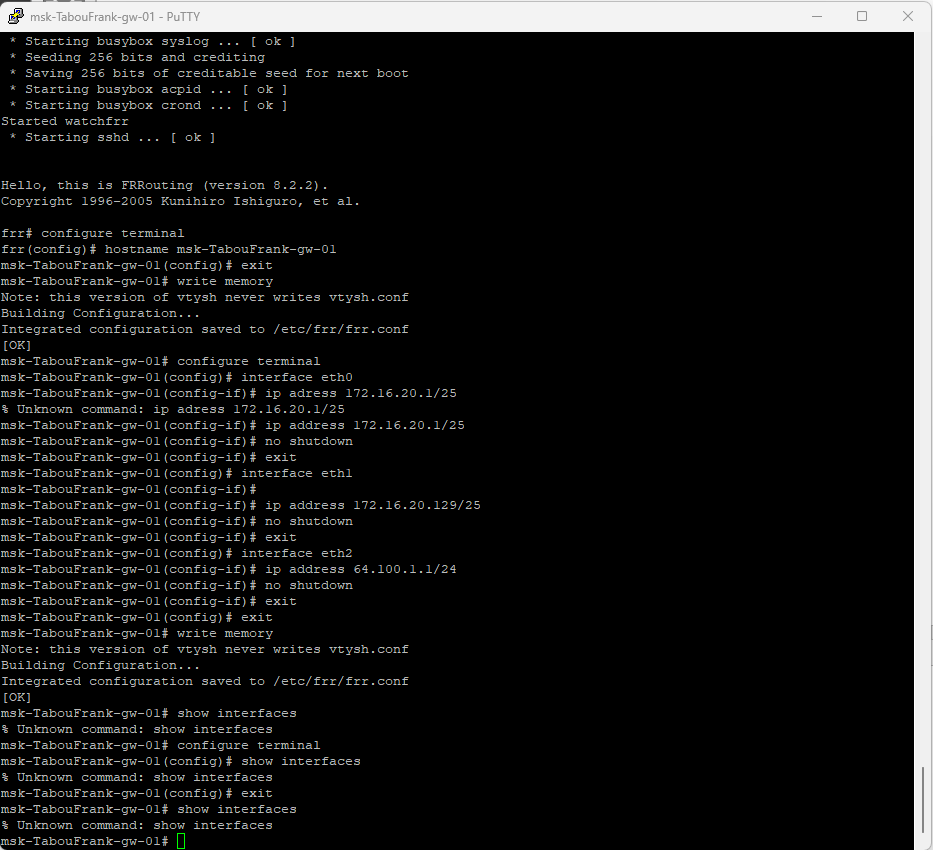 msk-TabouFrank-gw-01 - PuTTY
* Starting busybox syslog ... [ ok ]
* Seeding 256 bits and crediting
* Saving 256 bits of creditable seed for next boot
* Starting busybox acpid ... [ ok ]
* Starting busybox crond ... [ ok ]
Started watchfrr
* Starting sshd ... [ ok ]
Hello, this is FRRouting (version 8.2.2).
Copyright 1996-2005 Kunihiro Ishiguro, et al.
frr# configure terminal
frr(config)# hostname msk-TabouFrank-gw-01
msk-TabouFrank-gw-01(config)# exit
msk-TabouFrank-gw-01# write memory
Note: this version of vtysh never writes vtysh.conf
Building Configuration...
Integrated configuration saved to /etc/frr/frr.conf
[OK]
msk-TabouFrank-gw-01# configure terminal
msk-TabouFrank-gw-01(config)# interface eth0
msk-TabouFrank-gw-01(config-if)# ip adress 172.16.20.1/25
% Unknown command: ip adress 172.16.20.1/25
msk-TabouFrank-gw-01(config-if)# ip address 172.16.20.1/25
msk-TabouFrank-gw-01(config-if)# no shutdown
msk-TabouFrank-gw-01(config-if)# exit
msk-TabouFrank-gw-01(config)# interface eth1
msk-TabouFrank-gw-01(config-if)#
msk-TabouFrank-gw-01(config-if)# ip address 172.16.20.129/25
msk-TabouFrank-gw-01(config-if)# no shutdown
msk-TabouFrank-gw-01(config-if)# exit
msk-TabouFrank-gw-01(config)# interface eth2
msk-TabouFrank-gw-01(config-if)# ip address 64.100.1.1/24
msk-TabouFrank-gw-01(config-if)# no shutdown
msk-TabouFrank-gw-01(config-if)# exit
msk-TabouFrank-gw-01(config)# exit
msk-TabouFrank-gw-01# write memory
Note: this version of vtysh never writes vtysh.conf
Building Configuration...
Integrated configuration saved to /etc/frr/frr.conf
[OK]
msk-TabouFrank-gw-01# show interfaces
% Unknown command: show interfaces
msk-TabouFrank-gw-01# configure terminal
msk-TabouFrank-gw-01(config)# show interfaces
% Unknown command: show interfaces
msk-TabouFrank-gw-01(config)# exit
msk-TabouFrank-gw-01# show interfaces
% Unknown command: show interfaces
msk-TabouFrank-gw-01#